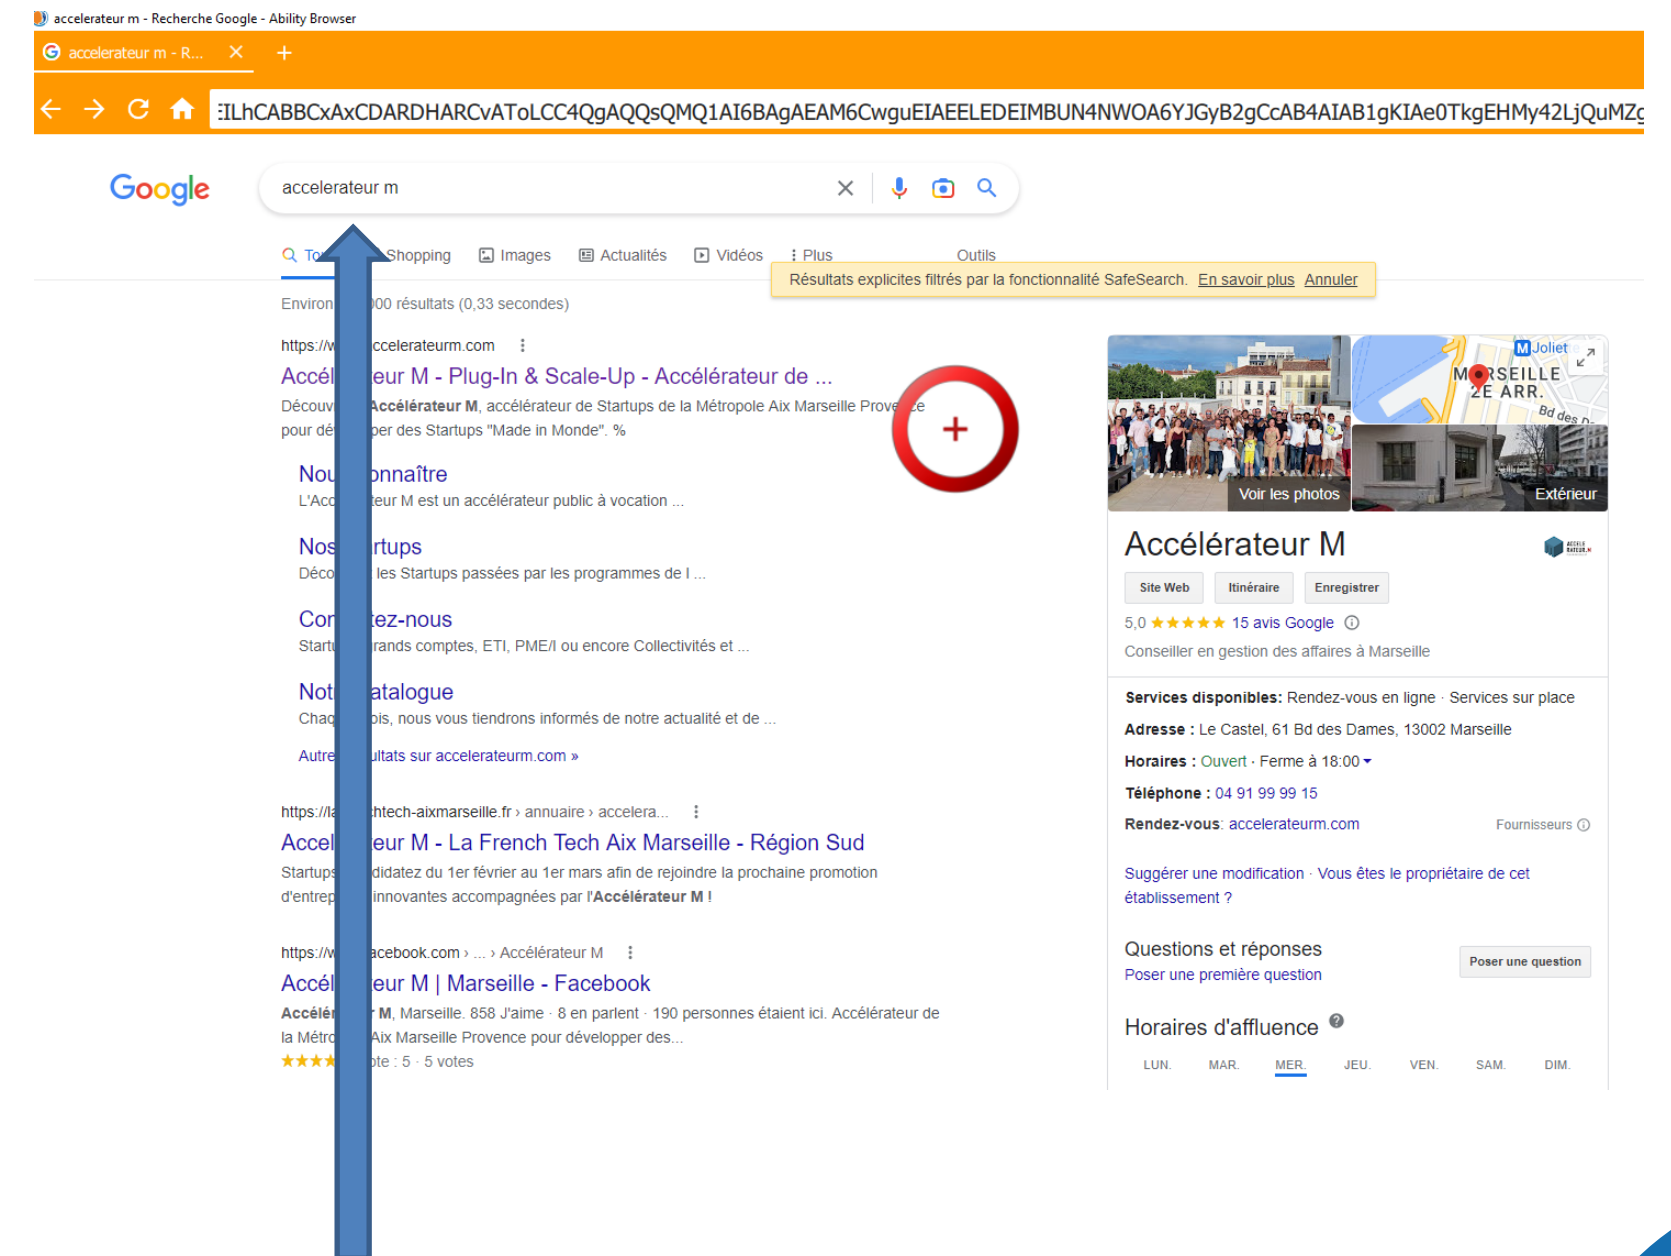 accelerateur m - Recherche Google - Ability Browser
accelerateur m - R...
ILhCABBCxAxCDARDHARCvAToLCC4QgAQQsQMQ1AI6BAgAEAM6CwguEIAEELEDEIMBUN4NWOA6YJGyB2gCcAB4AIAB1gKIAe0TkgEHMy42LjQuMZg
Google
accelerateur m
Shopping
Images
Actualités
Vidéos
Plus
Outils
Résultats explicites filtrés par la fonctionnalité SafeSearch. En savoir plus Annuler
Environ 000 résultats (0,33 secondes)
https://w ccelerateurm.com
Accél eur M - Plug-In & Scale-Up - Accélérateur de ...
Découv Accélérateur M, accélérateur de Startups de la Métropole Aix Marseille Provence
pour dé per des Startups "Made in Monde". %
Nou onnaître
L'Acc teur M est un accélérateur public à vocation ...
Nos rtups
Déco les Startups passées par les programmes de l ...
Con tez-nous
Startu rands comptes, ETI, PME/I ou encore Collectivités et ...
Not atalogue
Chaq ois, nous vous tiendrons informés de notre actualité et de ...
Autre ultats sur accelerateurm.com »
https://la chtech-aixmarseille.fr › annuaire › accelera...
Accel eur M - La French Tech Aix Marseille - Région Sud
Startups didatez du 1er février au 1er mars afin de rejoindre la prochaine promotion
d'entrep innovantes accompagnées par l'Accélérateur M !
https://w acebook.com › ... › Accélérateur M
Accél eur M | Marseille - Facebook
Accélér r M, Marseille. 858 J'aime · 8 en parlent · 190 personnes étaient ici. Accélérateur de
la Métro Aix Marseille Provence pour développer des...
ote : 5 · 5 votes
Joliette
MARSEILLE
2E ARR.
Bd des
Voir les photos
Extérieur
Accélérateur M
ACCELE
RATEUR.M
Site Web
Itinéraire
Enregistrer
5,0 ★★★★★ 15 avis Google
Conseiller en gestion des affaires à Marseille
Services disponibles: Rendez-vous en ligne · Services sur place
Adresse : Le Castel, 61 Bd des Dames, 13002 Marseille
Horaires : Ouvert · Ferme à 18:00
Téléphone : 04 91 99 99 15
Rendez-vous: accelerateurm.com
Fournisseurs
Suggérer une modification · Vous êtes le propriétaire de cet
établissement ?
Questions et réponses
Poser une première question
Poser une question
Horaires d'affluence
LUN. MAR. MER. JEU. VEN. SAM. DIM.